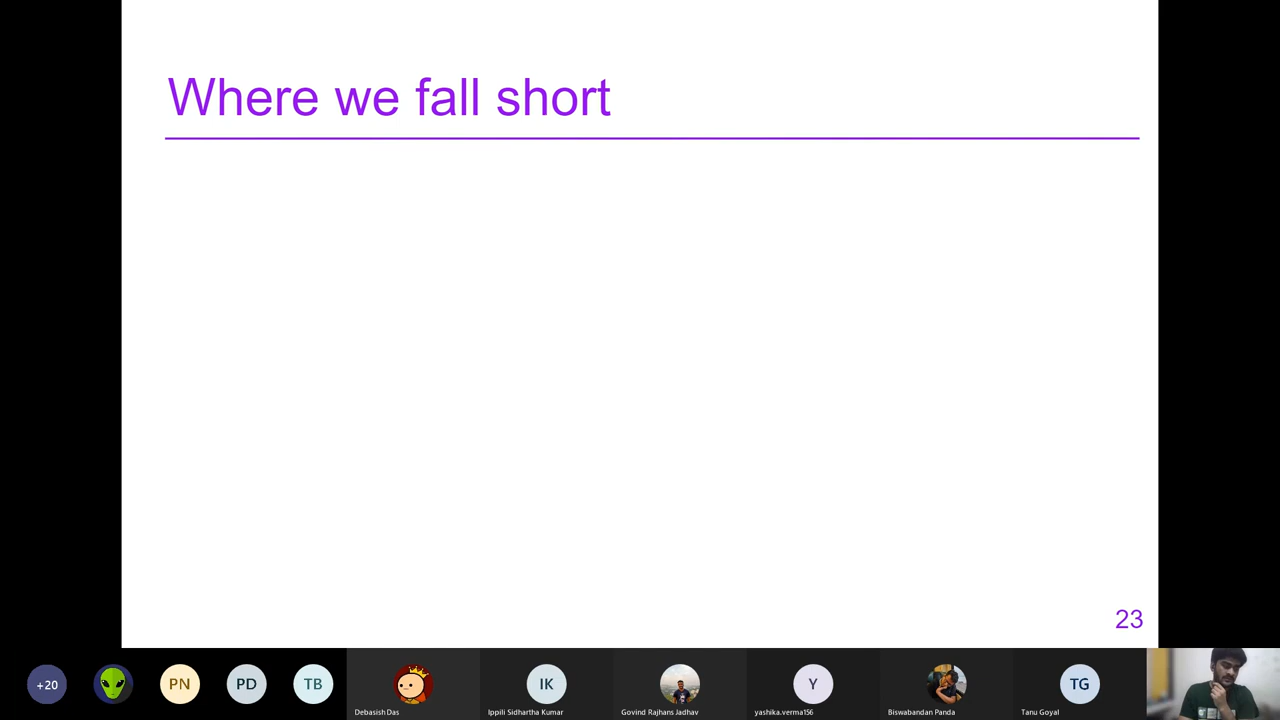 Where we fall short
23
+20
PN
PD
TB
IK
Y
TG
Debasish Das
Ippili Sidhartha Kumar
Govind Rajhans Jadhav
yashika.verma156
Biswabandan Panda
Tanu Goyal